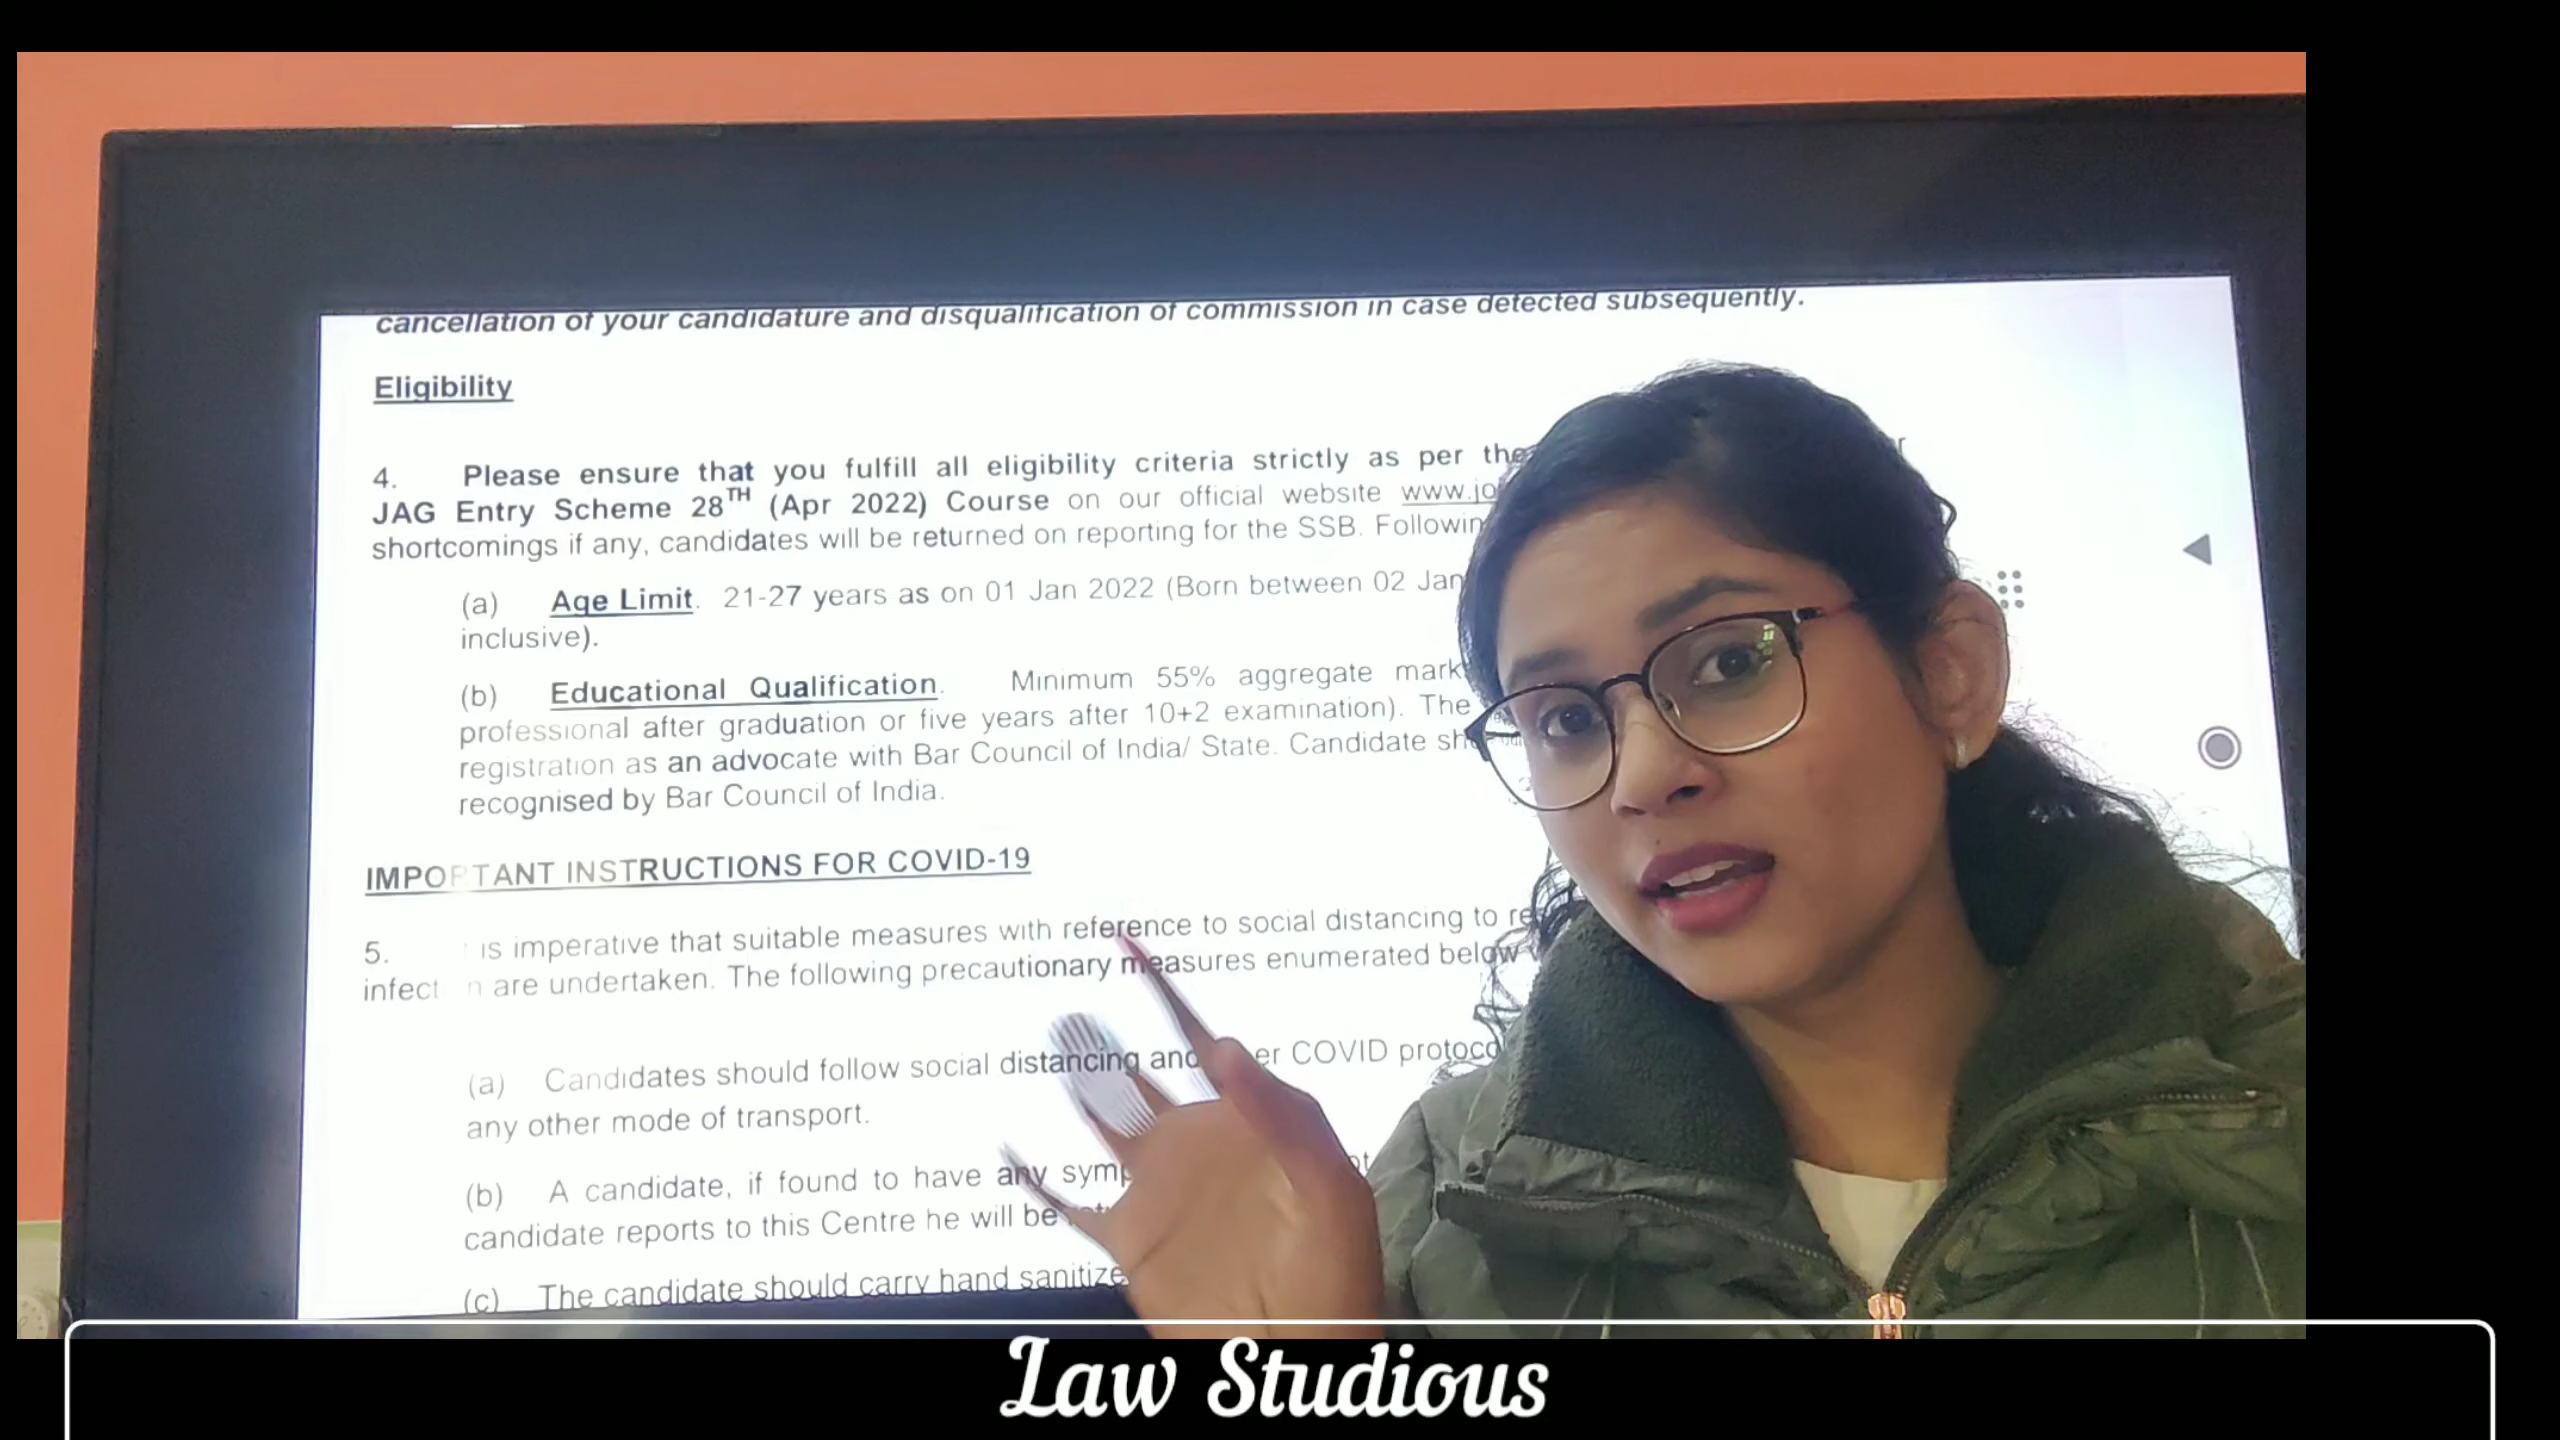 cancellation of your candidature and disqualification of commission in case detected subsequently.
Eligibility
4. Please ensure that you fulfill all eligibility criteria strictly as per the
JAG Entry Scheme 28TH (Apr 2022) Course on our official website www.jo
shortcomings if any, candidates will be returned on reporting for the SSB. Followin
(a) Age Limit. 21-27 years as on 01 Jan 2022 (Born between 02 Jan
inclusive).
(b) Educational Qualification. Minimum 55% aggregate mark
professional after graduation or five years after 10+2 examination). The
registration as an advocate with Bar Council of India/ State. Candidate sh
recognised by Bar Council of India.
IMPORTANT INSTRUCTIONS FOR COVID-19
5. is imperative that suitable measures with reference to social distancing to re
infect n are undertaken. The following precautionary measures enumerated below
(a) Candidates should follow social distancing and er COVID protoco
any other mode of transport.
(b) A candidate, if found to have any symp
candidate reports to this Centre he will be
(c) The candidate should carry hand sanitize
Law Studious